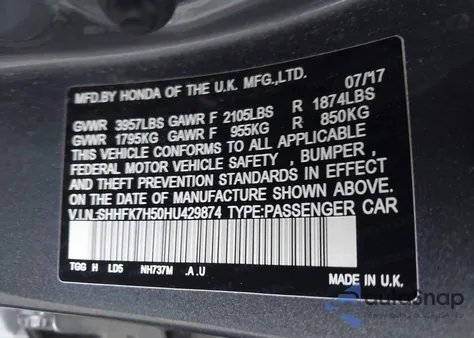 MFD.BY HONDA OF THE U.K. MFG.,LTD. 07/17
GVWR 3957LBS GAWR F 2105LBS R 1874LBS
GVWR 1795KG GAWR F 955KG R 850KG
THIS VEHICLE CONFORMS TO ALL APPLICABLE
FEDERAL MOTOR VEHICLE SAFETY , BUMPER ,
AND THEFT PREVENTION STANDARDS IN EFFECT
ON DATE OF MANUFACTURE SHOWN ABOVE.
V.I.N.:SHHFK7H50HU429874 TYPE:PASSENGER CAR
TGG H LD5 NH737M .A .U
MADE IN U.K.
AutoSnap